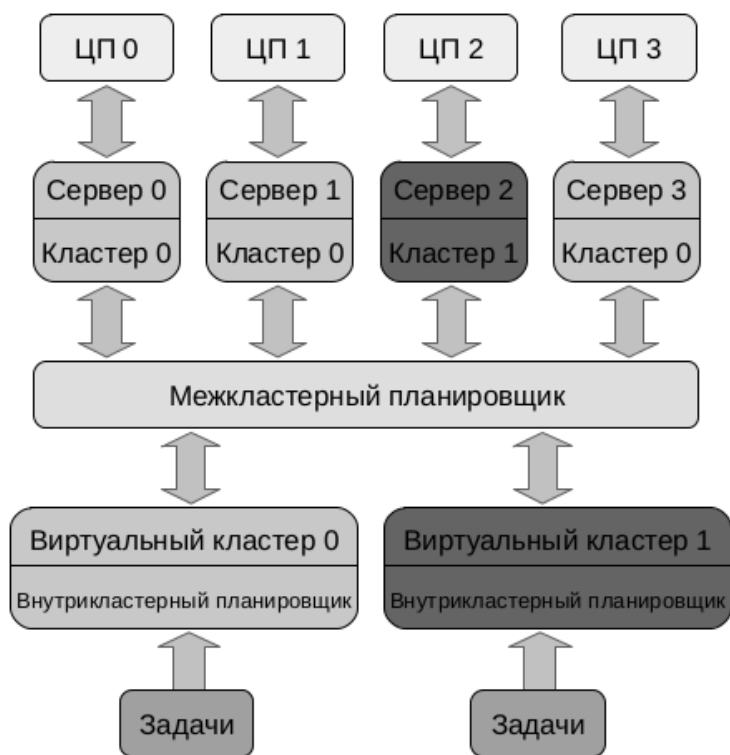 ЦП 0
ЦП 1
ЦП 2
ЦП 3
Сервер 0
Сервер 1
Сервер 2
Сервер 3
Кластер 0
Кластер 0
Кластер 1
Кластер 0
Межкластерный планировщик
Виртуальный кластер 0
Виртуальный кластер 1
Внутрикластерный планировщик
Внутрикластерный планировщик
Задачи
Задачи